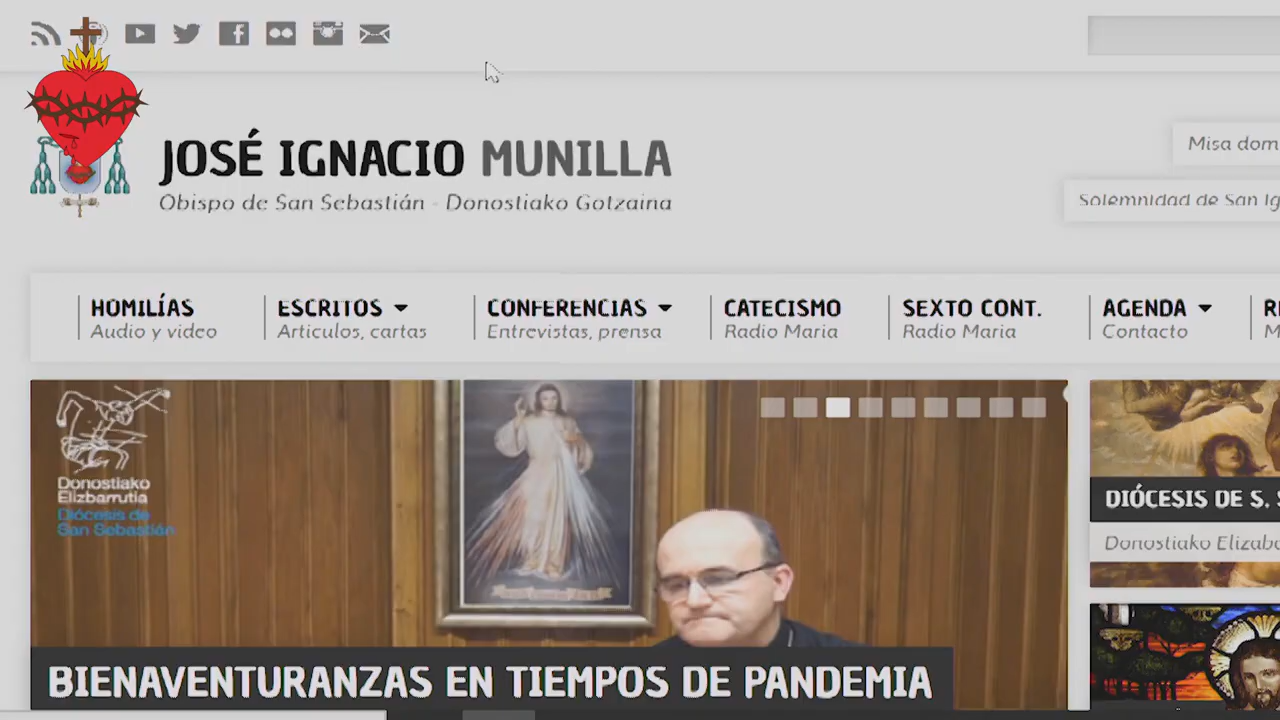 JOSÉ IGNACIO MUNILLA
Obispo de San Sebastián - Donostiako Gotzaina
Misa dom
Solemnidad de San Ig
HOMILÍAS
Audio y video
ESCRITOS
Articulos, cartas
CONFERENCIAS
Entrevistas, prensa
CATECISMO
Radio Maria
SEXTO CONT.
Radio Maria
AGENDA
Contacto
R
M
Donostiako
Elizbarrutia
Diócesis de
San Sebastián
DIÓCESIS DE S. S
Donostiako Elizaba
BIENAVENTURANZAS EN TIEMPOS DE PANDEMIA